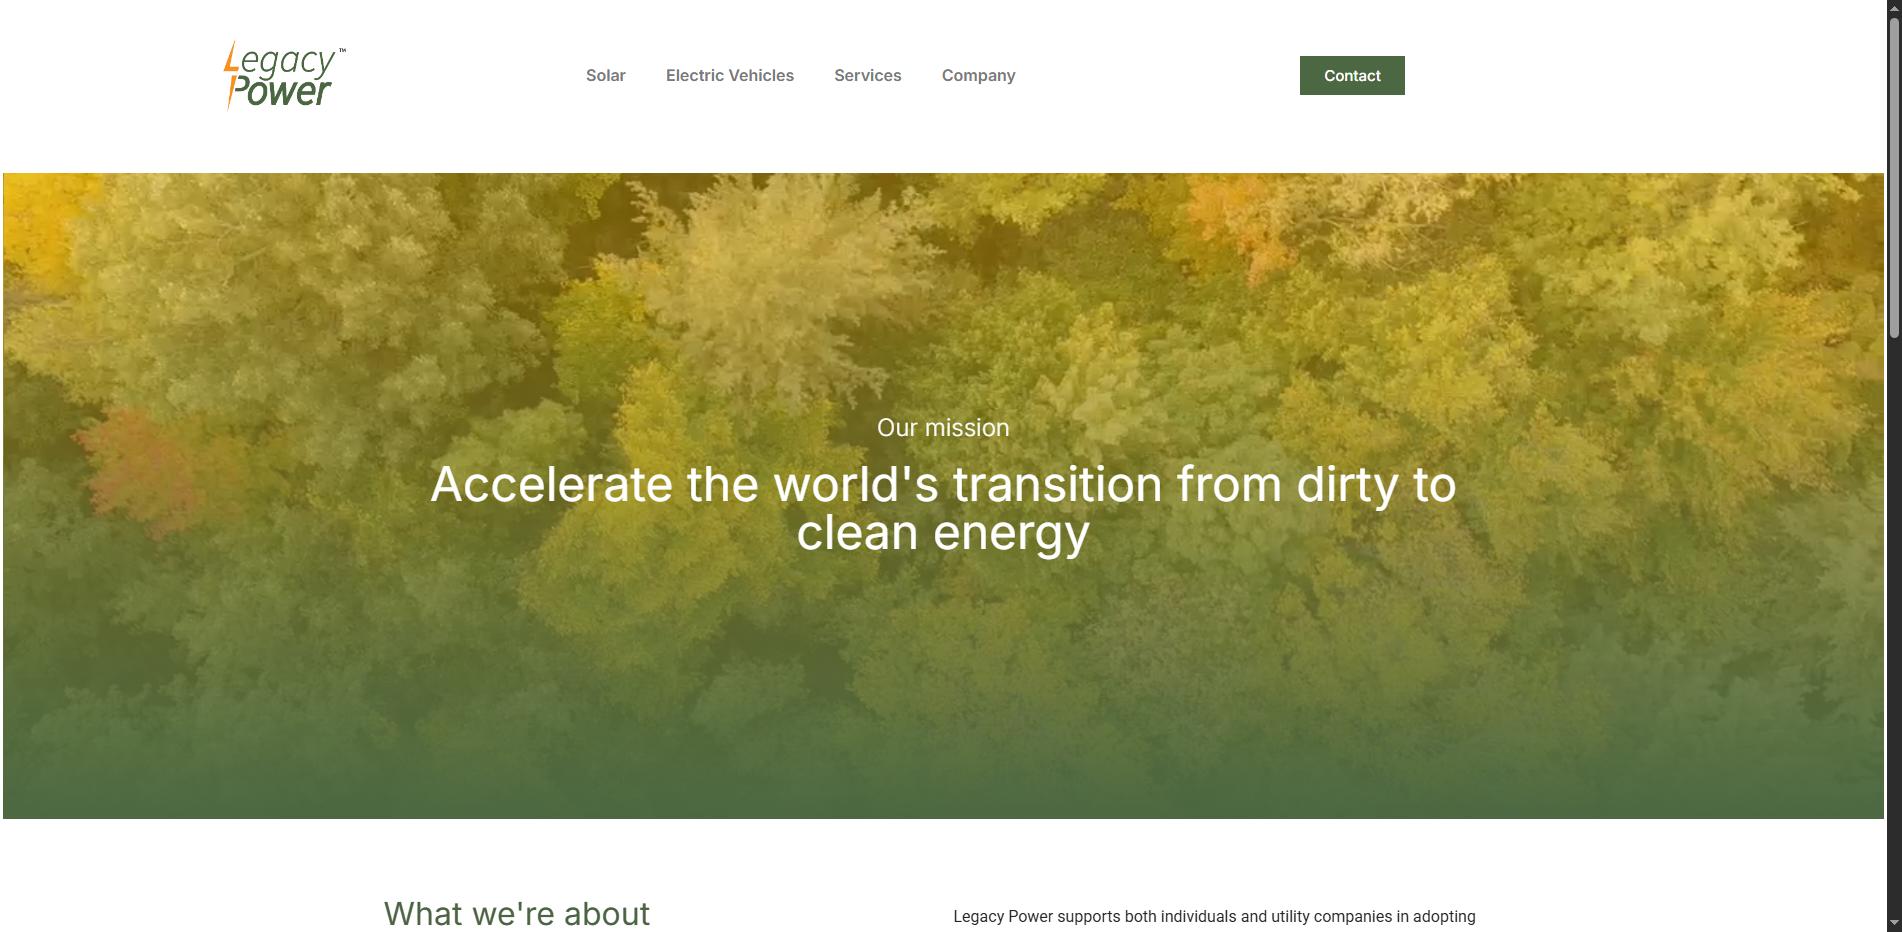 Legacy™
Power
Solar
Electric Vehicles
Services
Company
Contact
Our mission
Accelerate the world's transition from dirty to
clean energy
What we're about
Legacy Power supports both individuals and utility companies in adopting